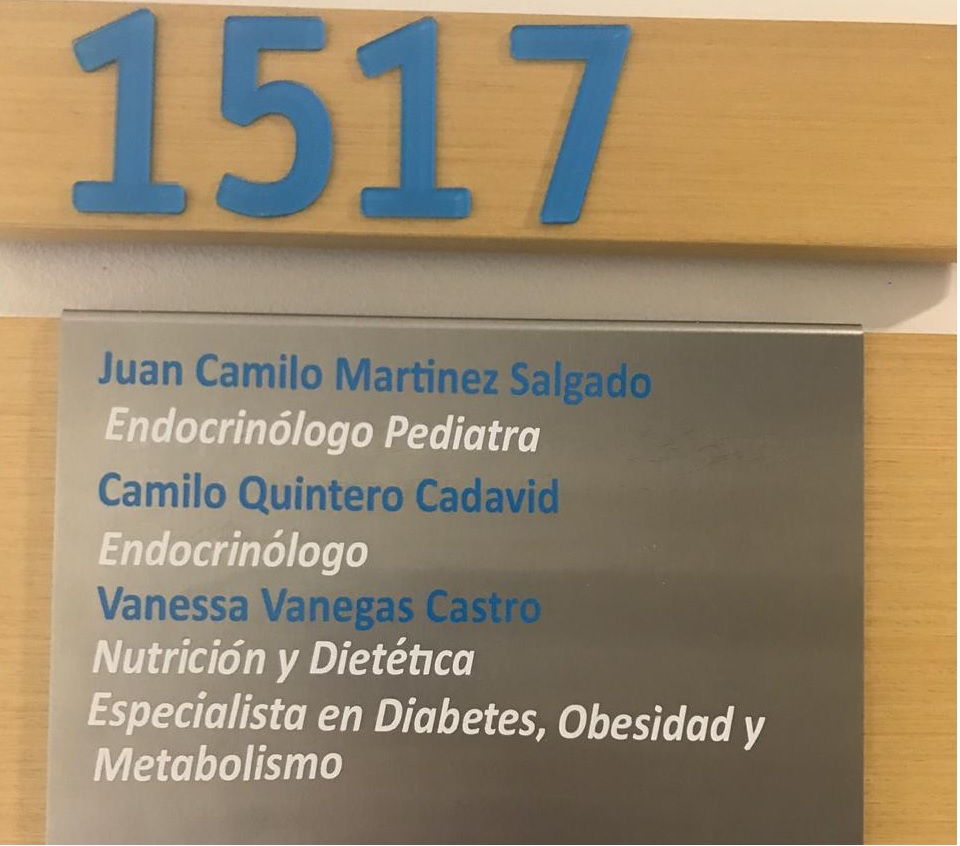 1517
Juan Camilo Martinez Salgado
Endocrinólogo Pediatra
Camilo Quintero Cadavid
Endocrinólogo
Vanessa Vanegas Castro
Nutrición y Dietética
Especialista en Diabetes, Obesidad y
Metabolismo